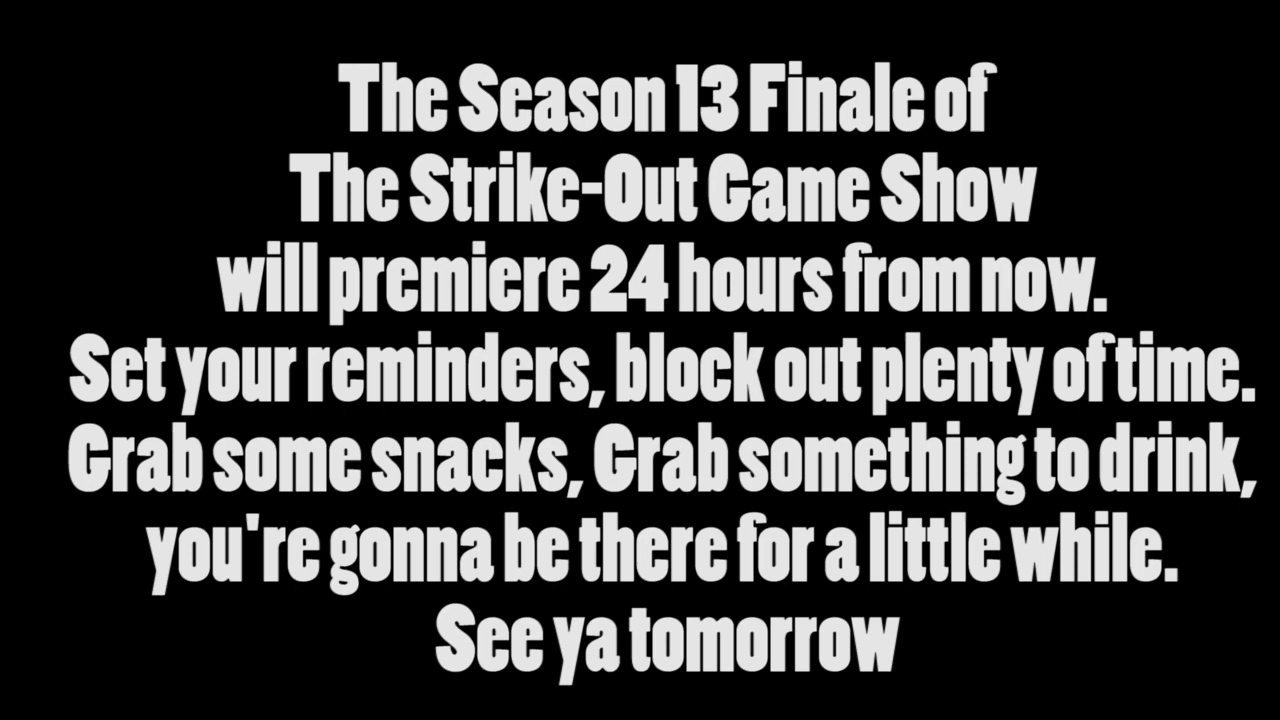 The Season 13 Finale of
The Strike-Out Game Show
will premiere 24 hours from now.
Set your reminders, block out plenty of time.
Grab some snacks, Grab something to drink,
you're gonna be there for a little while.
See ya tomorrow